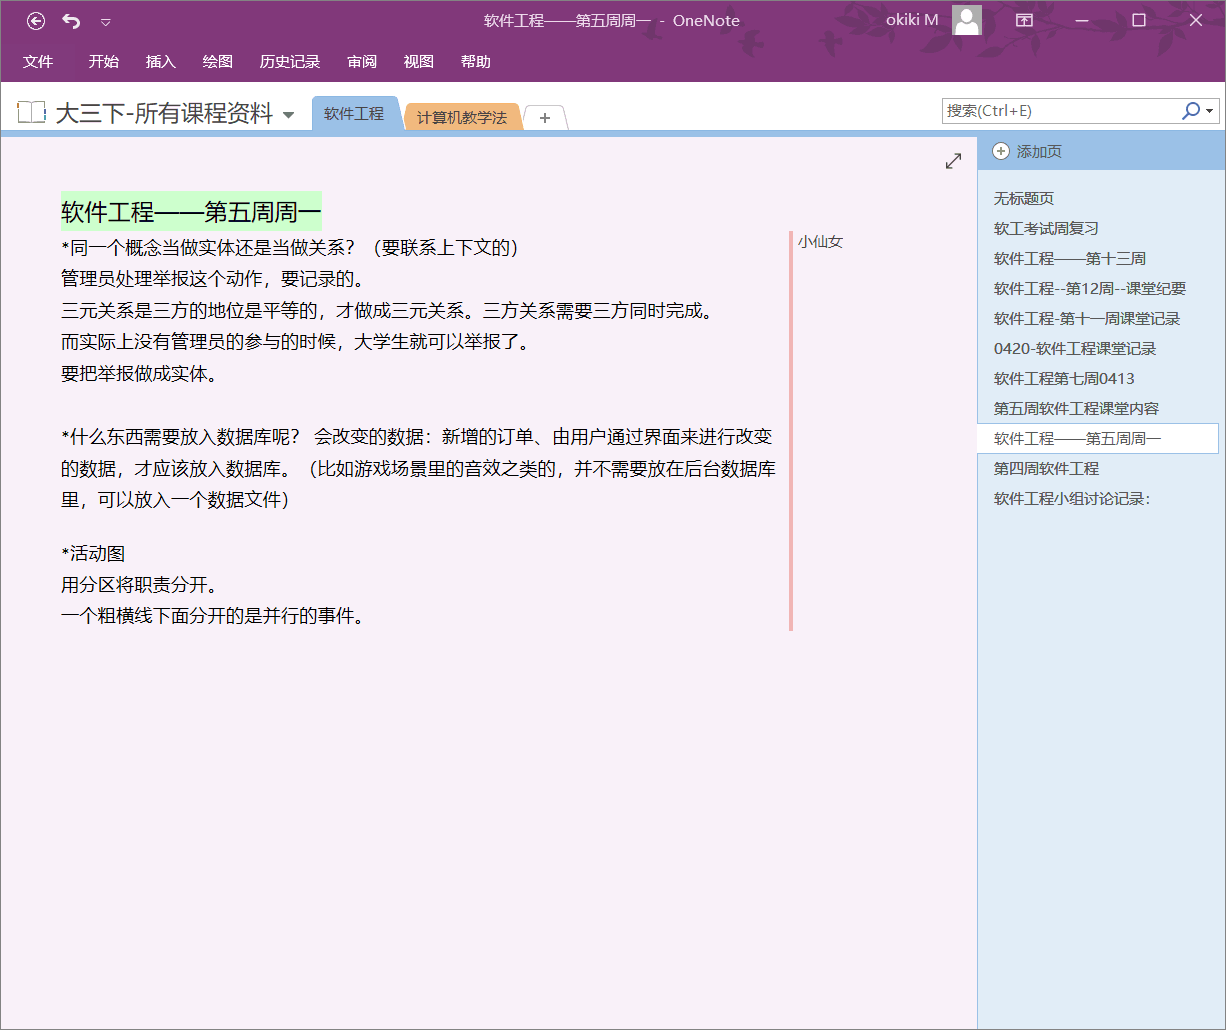 软件工程——第五周周一 - OneNote
okiki M
文件 开始 插入 绘图 历史记录 审阅 视图 帮助
大三下-所有课程资料 软件工程 计算机教学法 +
搜索(Ctrl+E)
添加页
软件工程——第五周周一
*同一个概念当做实体还是当做关系？（要联系上下文的）
小仙女
管理员处理举报这个动作，要记录的。
三元关系是三方的地位是平等的，才做成三元关系。三方关系需要三方同时完成。
而实际上没有管理员的参与的时候，大学生就可以举报了。
要把举报做成实体。
*什么东西需要放入数据库呢？ 会改变的数据：新增的订单、由用户通过界面来进行改变
的数据，才应该放入数据库。（比如游戏场景里的音效之类的，并不需要放在后台数据库
里，可以放入一个数据文件）
*活动图
用分区将职责分开。
一个粗横线下面分开的是并行的事件。
无标题页
软工考试周复习
软件工程——第十三周
软件工程--第12周--课堂纪要
软件工程-第十一周课堂记录
0420-软件工程课堂记录
软件工程第七周0413
第五周软件工程课堂内容
软件工程——第五周周一
第四周软件工程
软件工程小组讨论记录：